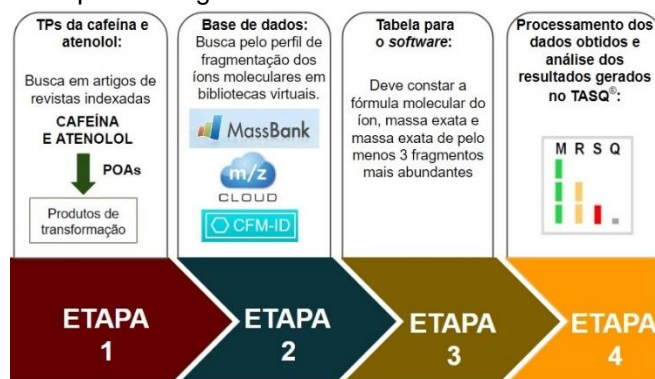 TPs da cafeína e
atenolol:
Busca em artigos de
revistas indexadas
CAFEÍNA
E ATENOLOL
POAs
Produtos de
transformação
Base de dados:
Busca pelo perfil de
fragmentação dos
íons moleculares em
bibliotecas virtuais.
MassBank
m/z
CLOUD
CFM-ID
Tabela para
o software:
Deve constar a
fórmula molecular do
íon, massa exata e
massa exata de pelo
menos 3 fragmentos
mais abundantes
Processamento dos
dados obtidos e
análise dos
resultados gerados
no TASQ®:
M R S Q
ETAPA
1
ETAPA
2
ETAPA
3
ETAPA
4